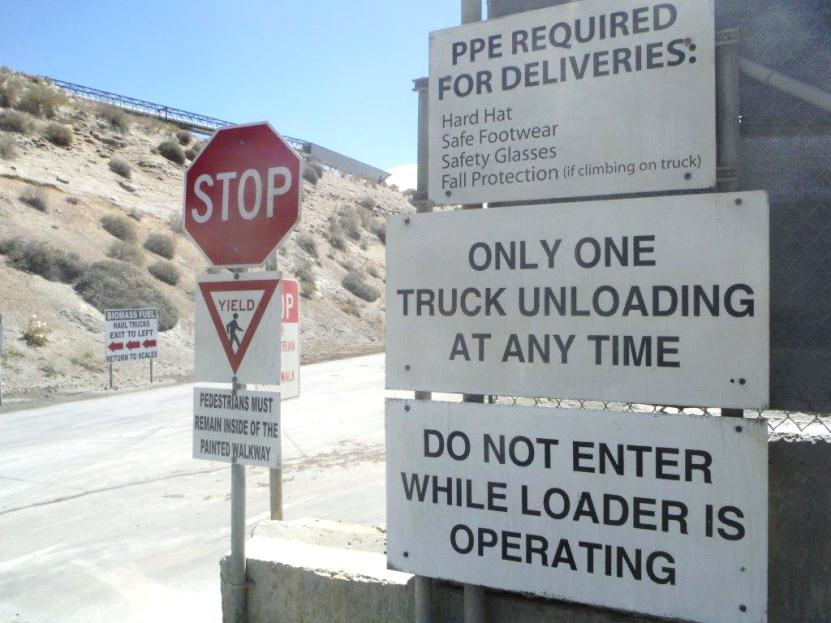 PPE REQUIRED
FOR DELIVERIES:
Hard Hat
Safe Footwear
Safety Glasses
Fall Protection (if climbing on truck)
ONLY ONE
TRUCK UNLOADING
AT ANY TIME
DO NOT ENTER
WHILE LOADER IS
OPERATING
STOP
YIELD
PEDESTRIANS MUST
REMAIN INSIDE OF THE
PAINTED WALKWAY
BIOMASS FUEL
HAUL TRUCKS
EXIT TO LEFT
RETURN TO SCALES